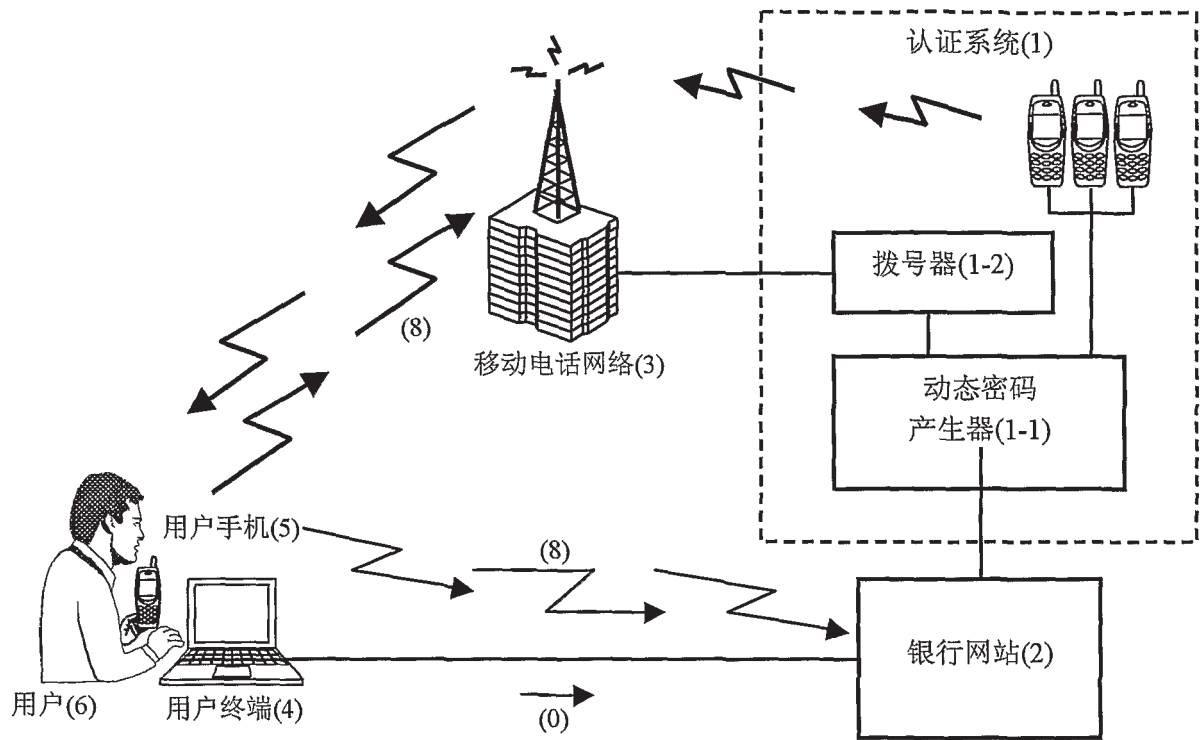 认证系统(1)
拨号器(1-2)
(8)
移动电话网络(3)
动态密码
产生器(1-1)
用户手机(5)
(8)
银行网站(2)
用户(6)
用户终端(4)
(0)